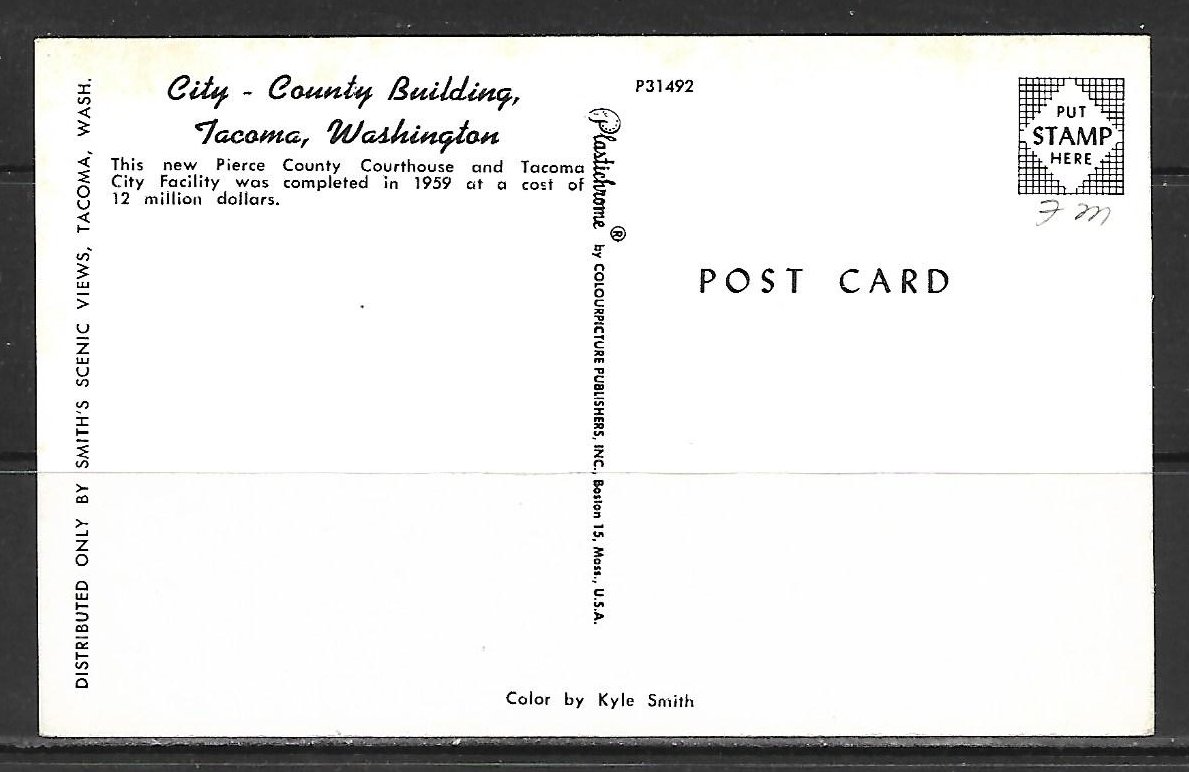 City - County Building,
Tacoma, Washington
This new Pierce County Courthouse and Tacoma
City Facility was completed in 1959 at a cost of
12 million dollars.
DISTRIBUTED ONLY BY SMITH'S SCENIC VIEWS, TACOMA, WASH.
Plastichrome ® by COLOURPICTURE PUBLISHERS, INC., Boston 15, Mass., U.S.A.
P31492
PUT
STAMP
HERE
POST CARD
Color by Kyle Smith